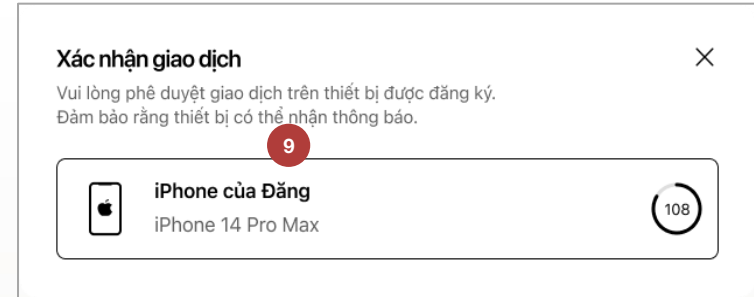 Xác nhận giao dịch
Vui lòng phê duyệt giao dịch trên thiết bị được đăng ký.
Đảm bảo rằng thiết bị có thể nhận thông báo.
9
iPhone của Đăng
iPhone 14 Pro Max
108